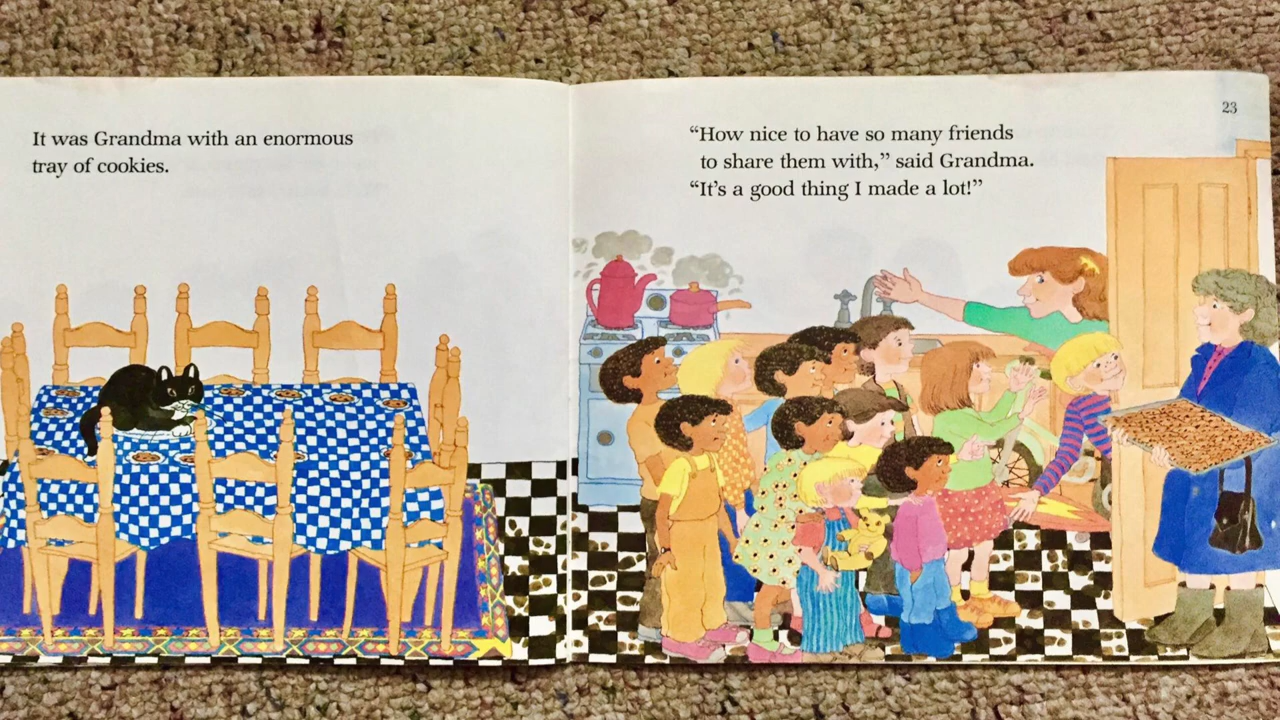 It was Grandma with an enormous
tray of cookies.
23
“How nice to have so many friends
to share them with,” said Grandma.
“It’s a good thing I made a lot!”